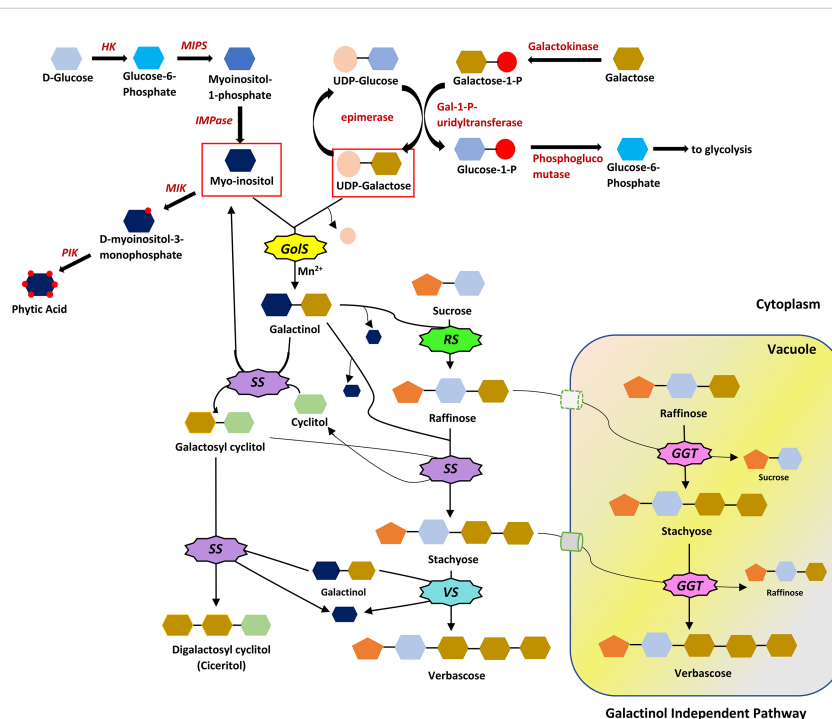 HK
MIPS
D-Glucose
Glucose-6-
Phosphate
Myoinositol-
1-phosphate
IMPase
Myo-inositol
MIK
D-myoinositol-3-
monophosphate
PIK
Phytic Acid
UDP-Glucose
epimerase
UDP-Galactose
Galactokinase
Galactose-1-P
Galactose
Gal-1-P-
uridyltransferase
Glucose-1-P
Phosphogluco
mutase
Glucose-6-
Phosphate
to glycolysis
GolS
Mn2+
Galactinol
Sucrose
RS
Raffinose
SS
Cyclitol
Galactosyl cyclitol
SS
Stachyose
SS
Galactinol
VS
Digalactosyl cyclitol
(Ciceritol)
Verbascose
Cytoplasm
Vacuole
Raffinose
GGT
Sucrose
Stachyose
GGT
Raffinose
Verbascose
Galactinol Independent Pathway